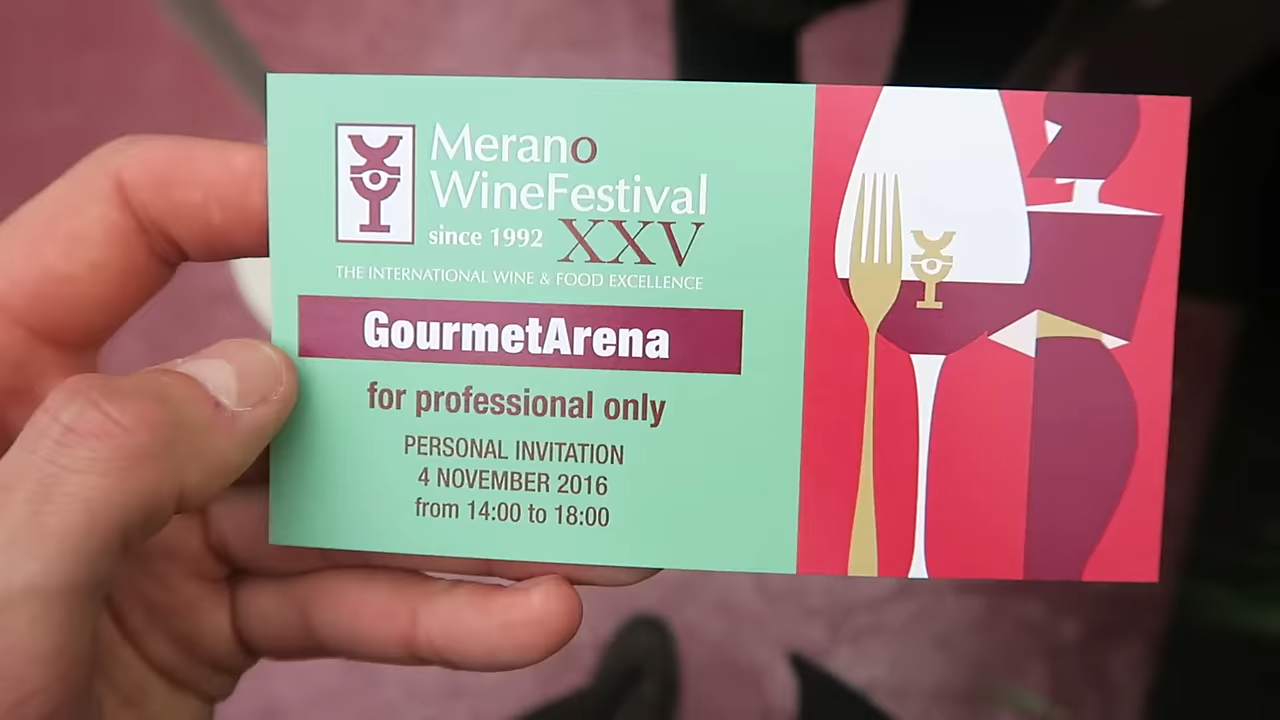 Merano
WineFestival
since 1992 XXV
THE INTERNATIONAL WINE & FOOD EXCELLENCE
GourmetArena
for professional only
PERSONAL INVITATION
4 NOVEMBER 2016
from 14:00 to 18:00